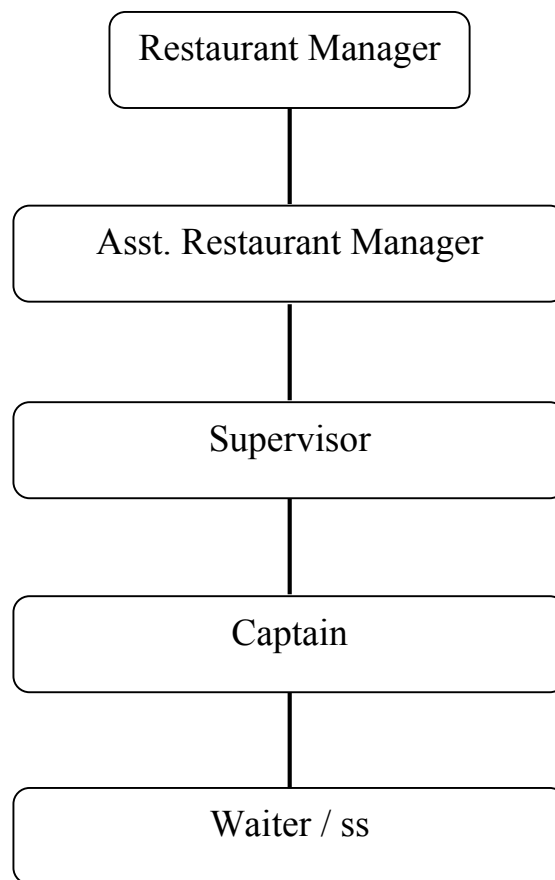 Restaurant Manager
Asst. Restaurant Manager
Supervisor
Captain
Waiter / ss